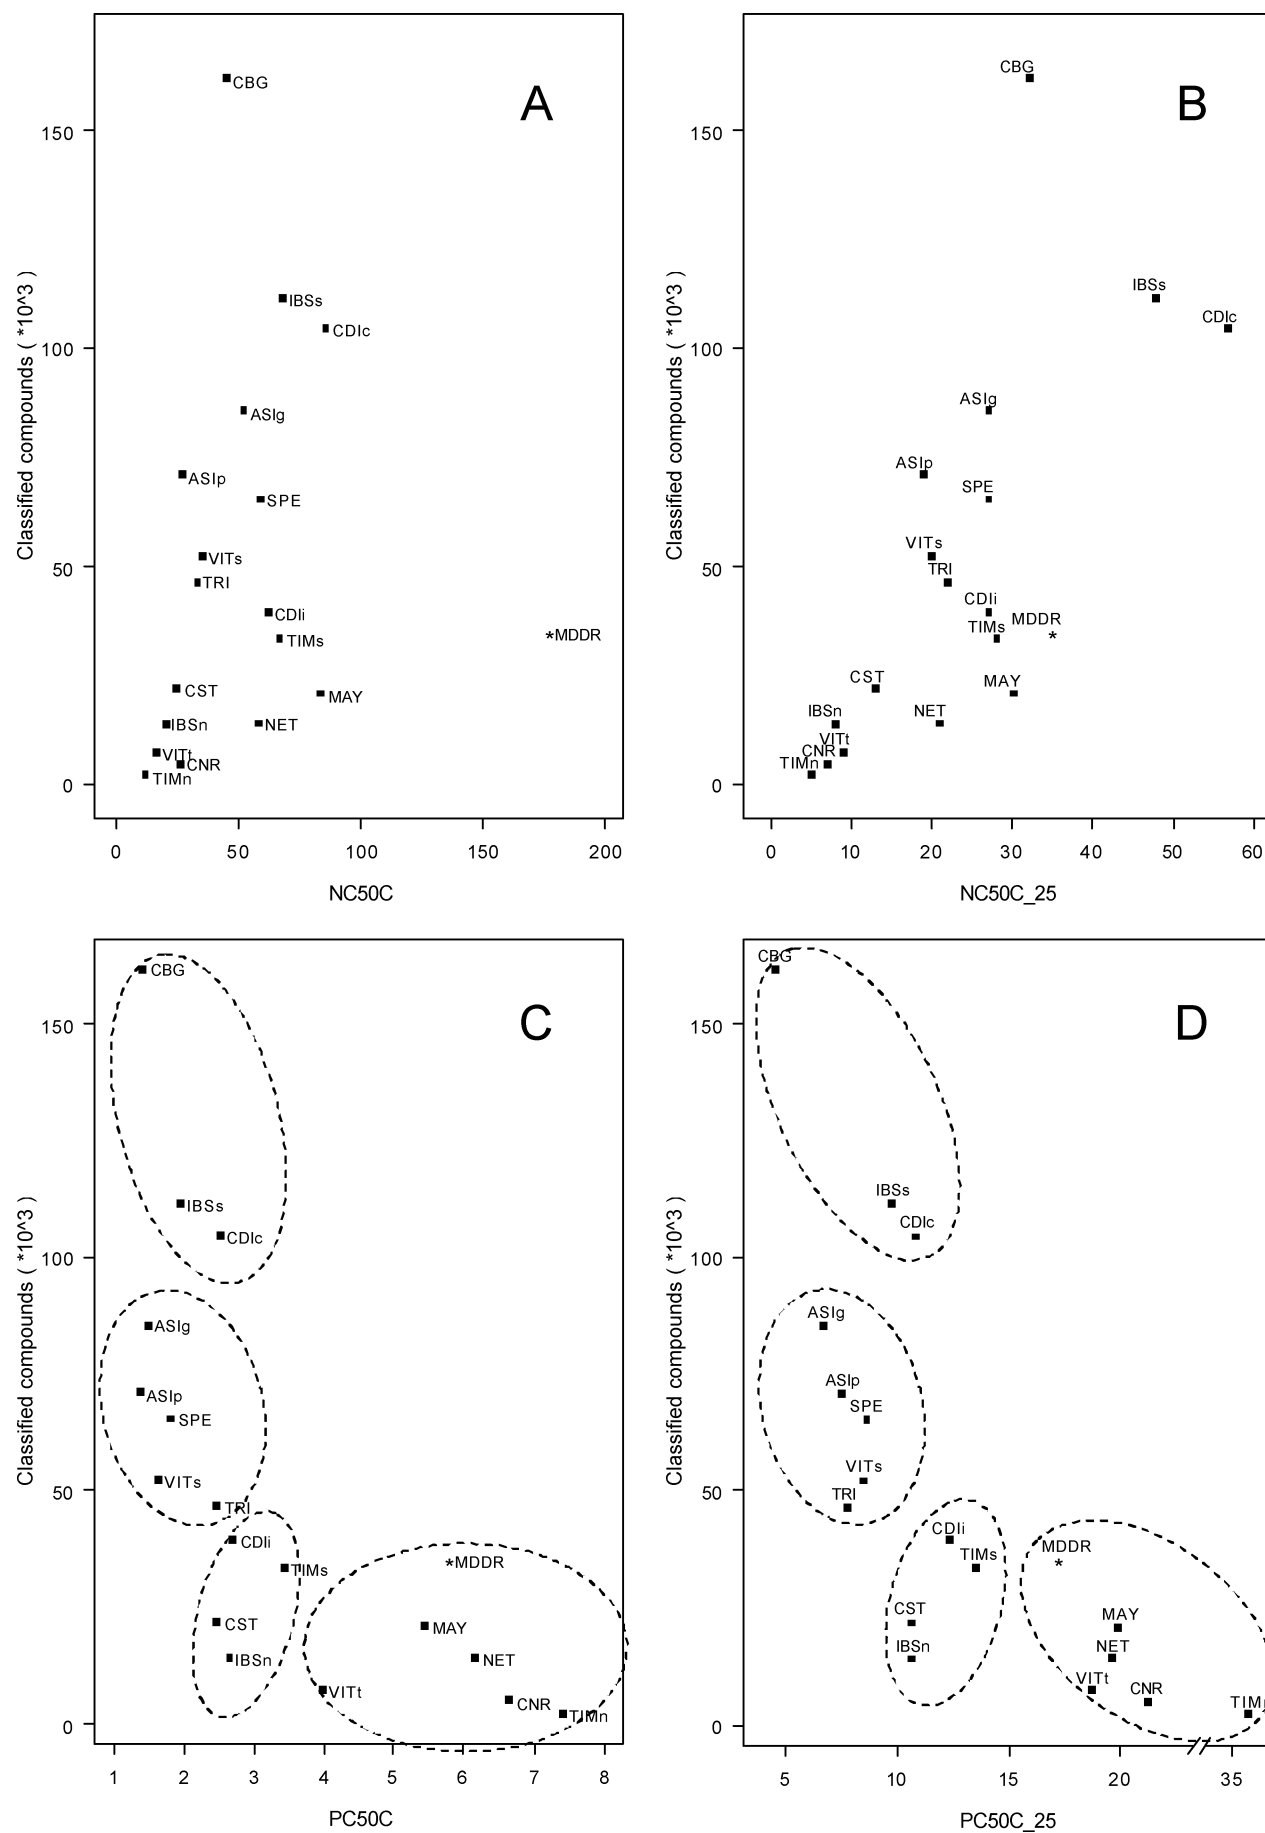 A
CBG
150
IBSs
CDIc
100
ASIg
ASIp
SPE
VITs
50
TRI
CDIi
TIMs
*MDDR
CST
MAY
IBSn
NET
VITt
CNR
TIMn
0
0 50 100 150 200
NC50C
Classified compounds ( *10^3 )
B
CBG
150
IBSs
CDIc
100
ASIg
ASIp
SPE
VITs
50
TRI
CDIi
MDDR
TIMs
*
CST
MAY
IBSn
NET
VITt
CNR
TIMn
0
0 10 20 30 40 50 60
NC50C_25
Classified compounds ( *10^3 )
C
CBG
150
IBSs
CDIc
100
ASIg
ASIp
SPE
VITs
50
TRI
CDIi
*MDDR
TIMs
CST
MAY
IBSn
NET
VITt
CNR
TIMn
0
1 2 3 4 5 6 7 8
PC50C
Classified compounds ( *10^3 )
D
CBG
150
IBSs
CDIc
100
ASIg
ASIp
SPE
VITs
50
TRI
CDIi
MDDR
TIMs
*
CST
MAY
IBSn
NET
VITt
CNR
0
5 10 15 20 35
PC50C_25
Classified compounds ( *10^3 )